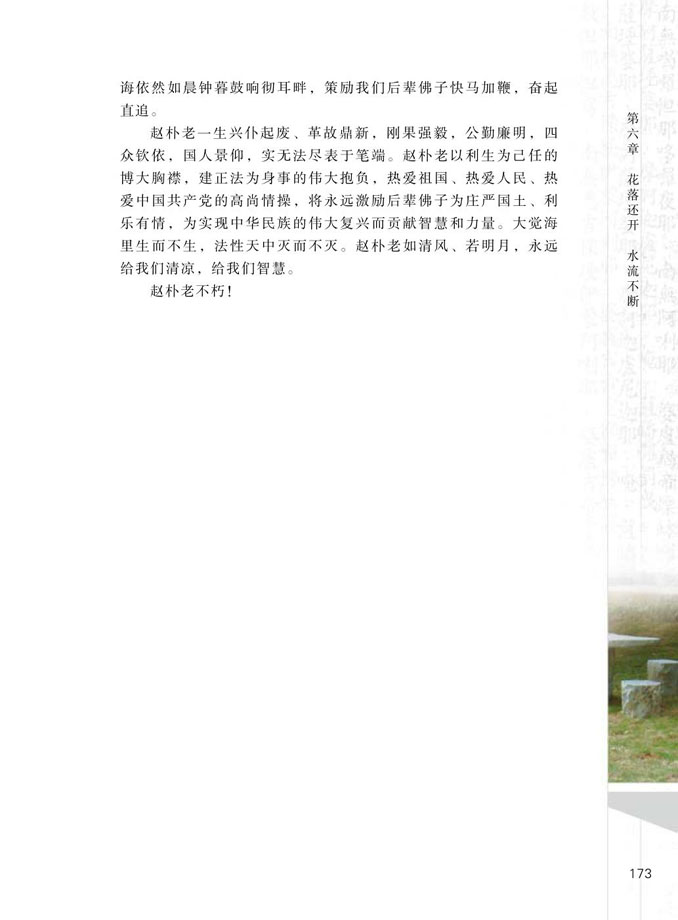 海依然如晨钟暮鼓响彻耳畔，策励我们后辈佛子快马加鞭，奋起
直追。
赵朴老一生兴仆起废、革故鼎新，刚果强毅，公勤廉明，四
众钦依，国人景仰，实无法尽表于笔端。赵朴老以利生为己任的
博大胸襟，建正法为身事的伟大抱负，热爱祖国、热爱人民、热
爱中国共产党的高尚情操，将永远激励后辈佛子为庄严国土、利
乐有情，为实现中华民族的伟大复兴而贡献智慧和力量。大觉海
里生而不生，法性天中灭而不灭。赵朴老如清风、若明月，永远
给我们清凉，给我们智慧。
赵朴老不朽！
第六章 花落还开 水流不断
173